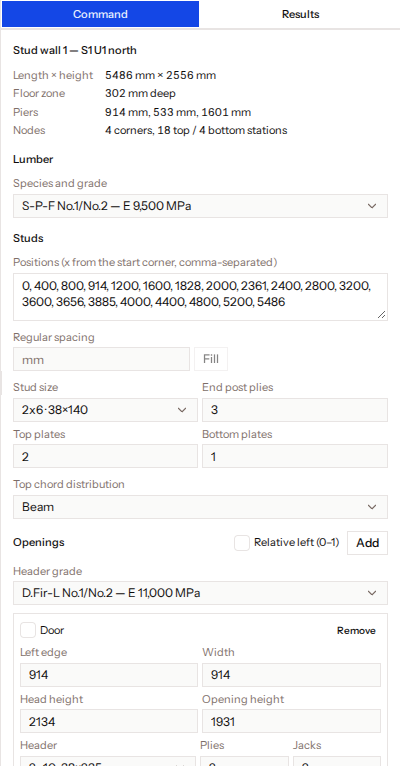 Command Results
Stud wall 1 — S1 U1 north
Length × height 5486 mm × 2556 mm
Floor zone 302 mm deep
Piers 914 mm, 533 mm, 1601 mm
Nodes 4 corners, 18 top / 4 bottom stations
Lumber
Species and grade
S-P-F No.1/No.2 — E 9,500 MPa
Studs
Positions (x from the start corner, comma-separated)
0, 400, 800, 914, 1200, 1600, 1828, 2000, 2361, 2400, 2800, 3200,
3600, 3656, 3885, 4000, 4400, 4800, 5200, 5486
Regular spacing
mm Fill
Stud size End post plies
2x6 · 38×140 3
Top plates Bottom plates
2 1
Top chord distribution
Beam
Openings Relative left (0–1) Add
Header grade
D.Fir-L No.1/No.2 — E 11,000 MPa
Door Remove
Left edge Width
914 914
Head height Opening height
2134 1931
Header Plies Jacks